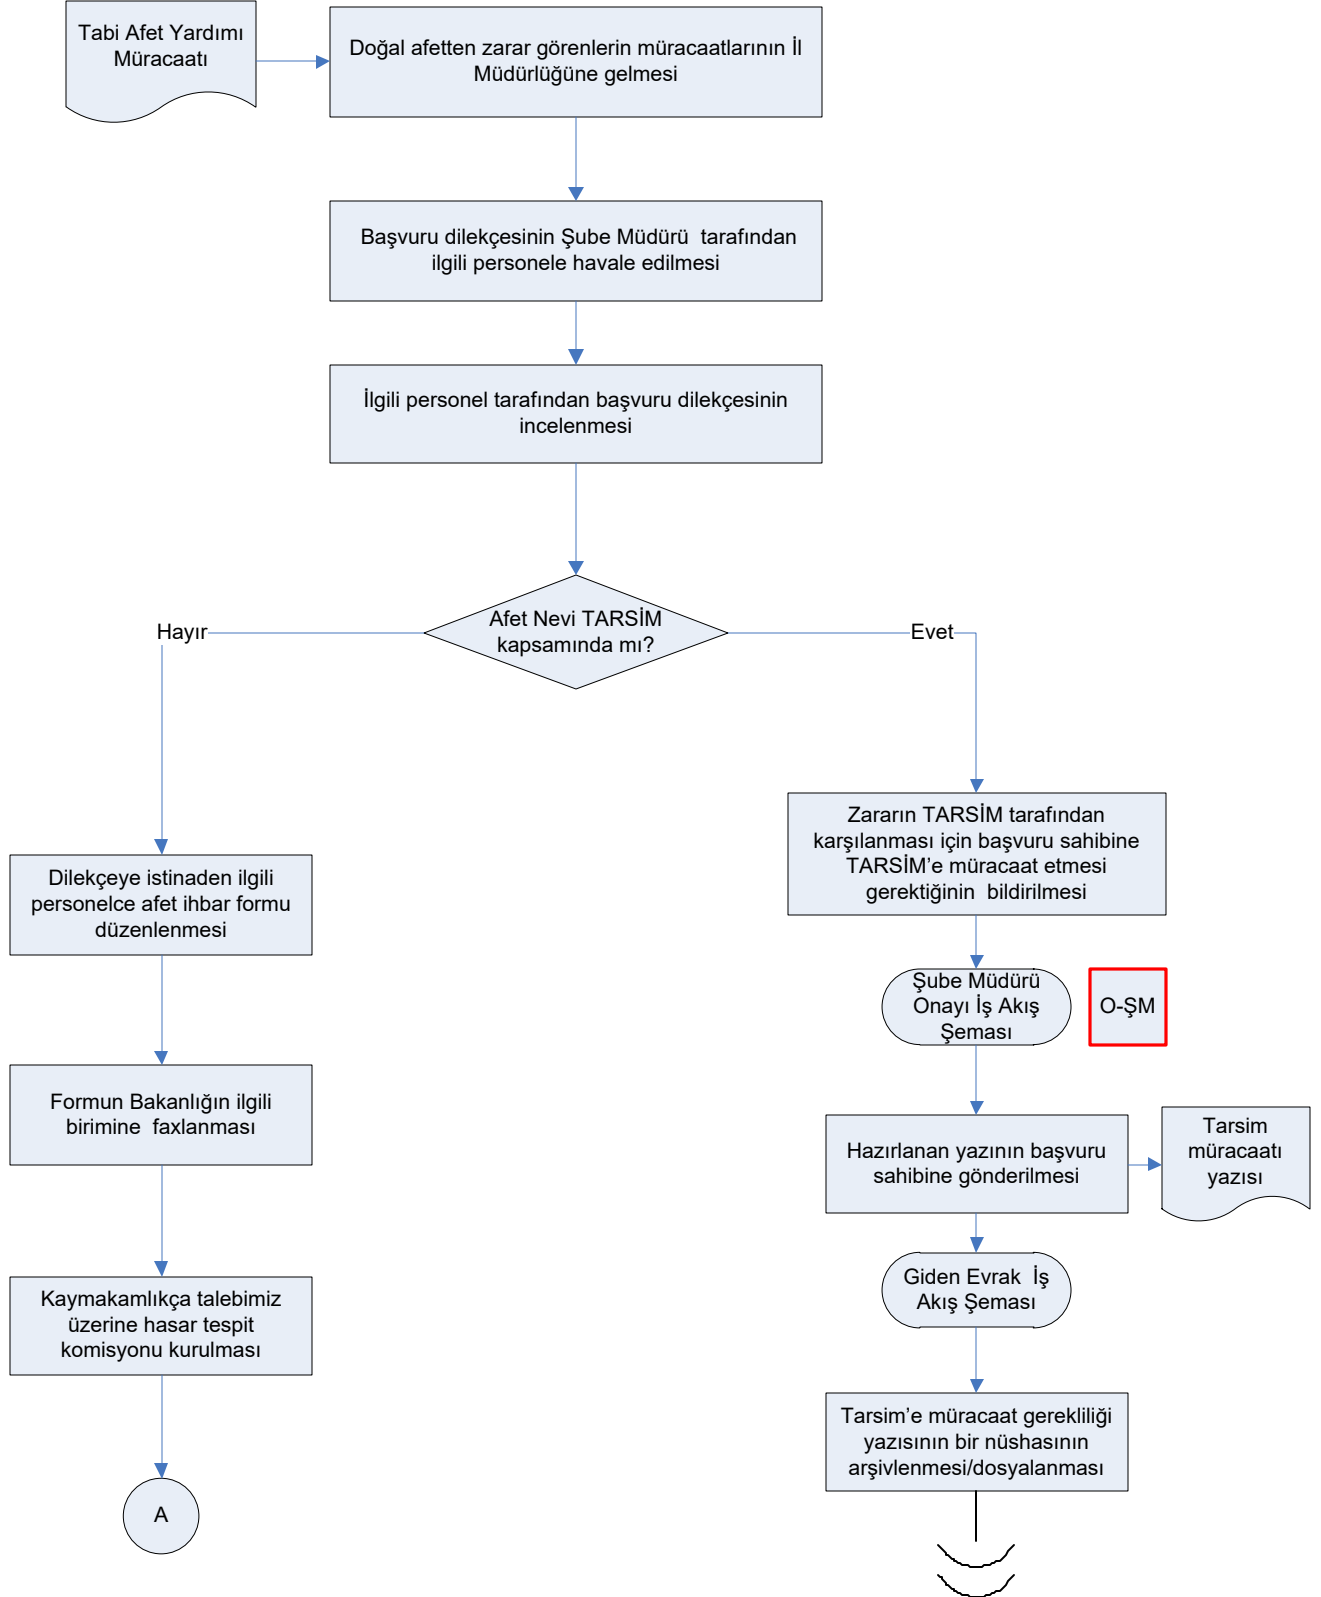 Tabi Afet Yardımı
Müracaatı
Doğal afetten zarar görenlerin müracaatlarının İl
Müdürlüğüne gelmesi
Başvuru dilekçesinin Şube Müdürü  tarafından
ilgili personele havale edilmesi
İlgili personel tarafından başvuru dilekçesinin
incelenmesi
Afet Nevi TARSİM
kapsamında mı?
Hayır
Evet
Dilekçeye istinaden ilgili
personelce afet ihbar formu
düzenlenmesi
Formun Bakanlığın ilgili
birimine  faxlanması
Kaymakamlıkça talebimiz
üzerine hasar tespit
komisyonu kurulması
A
Zararın TARSİM tarafından
karşılanması için başvuru sahibine
TARSİM’e müracaat etmesi
gerektiğinin  bildirilmesi
Şube Müdürü
Onayı İş Akış
Şeması
O-ŞM
Hazırlanan yazının başvuru
sahibine gönderilmesi
Tarsim
müracaatı
yazısı
Giden Evrak  İş
Akış Şeması
Tarsim’e müracaat gerekliliği
yazısının bir nüshasının
arşivlenmesi/dosyalanması